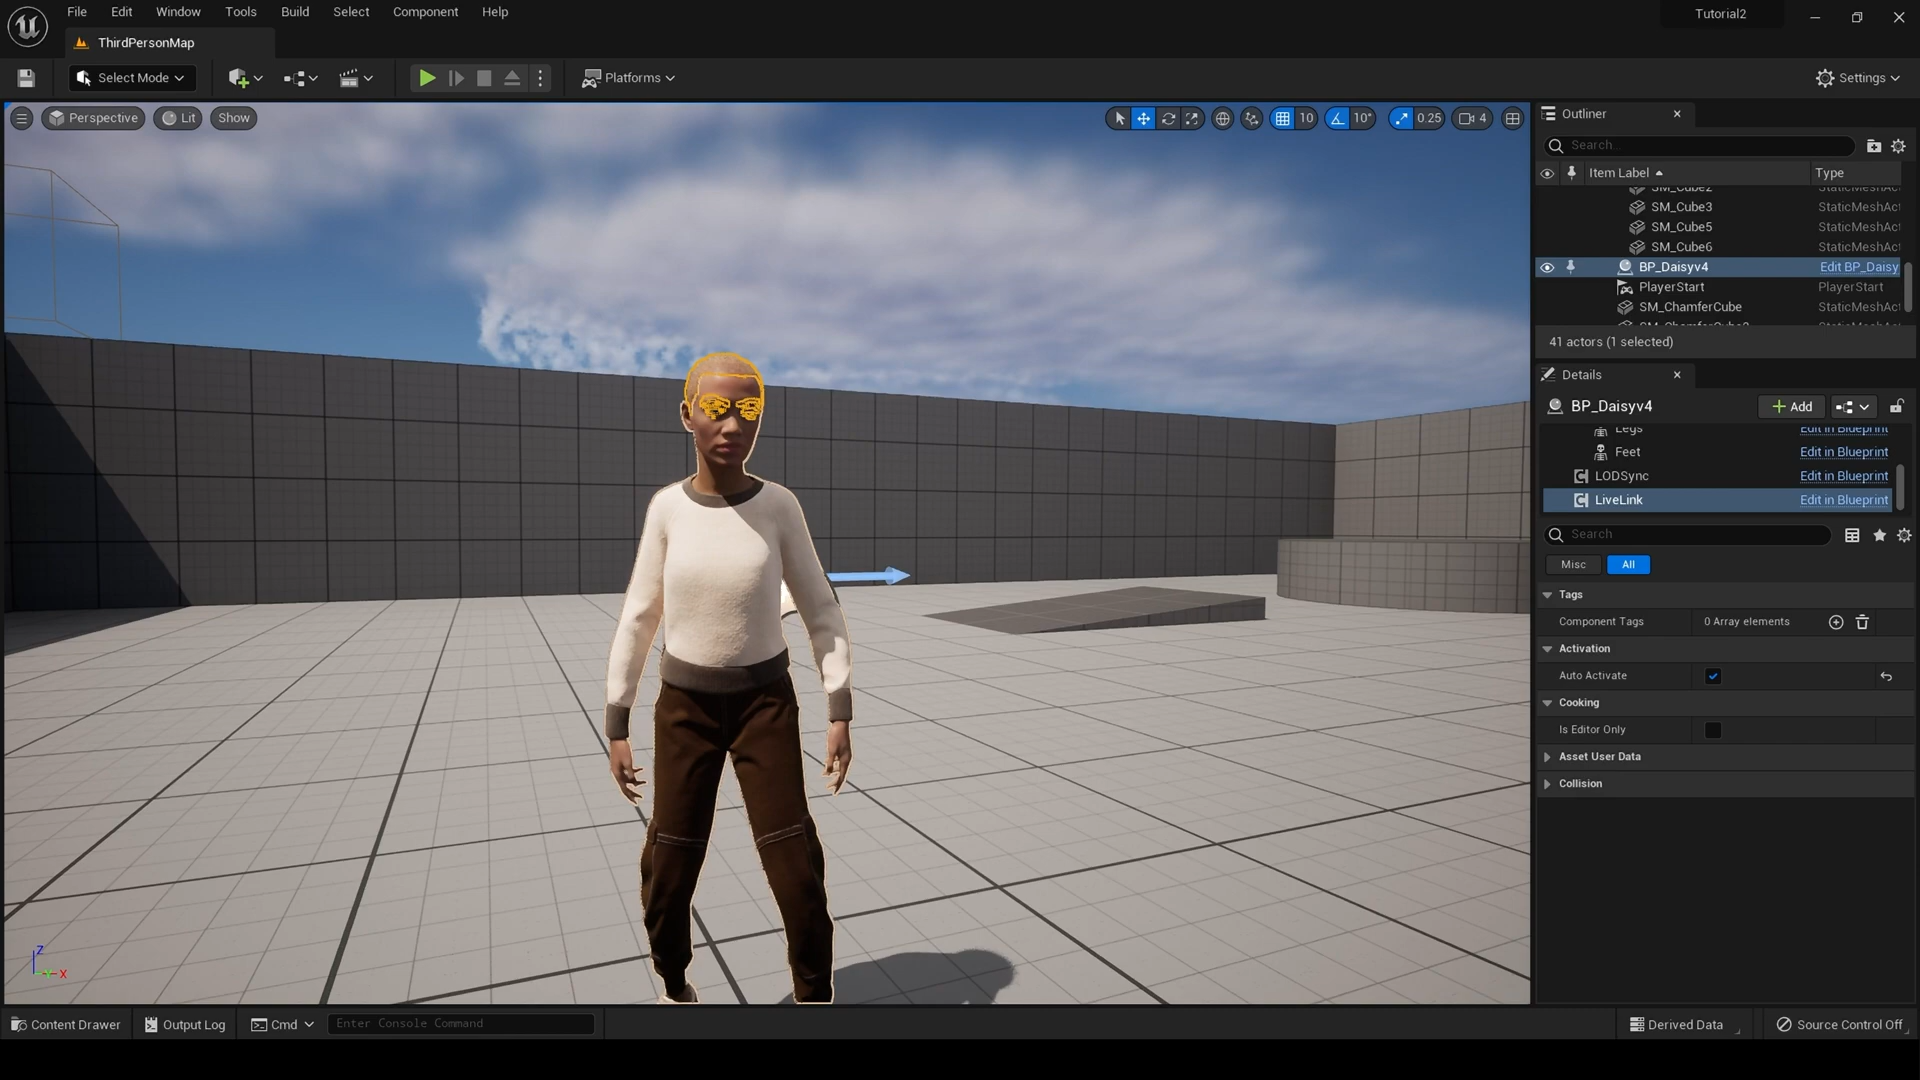 File Edit Window Tools Build Select Component Help
Tutorial2
ThirdPersonMap
Select Mode
Platforms
Settings
Perspective Lit Show
10 10° 0.25 4
Outliner
Search...
Item Label Type
SM_Cube2 StaticMeshAct
SM_Cube3 StaticMeshAct
SM_Cube5 StaticMeshAct
SM_Cube6 StaticMeshAct
BP_Daisyv4 Edit BP_Daisy
PlayerStart PlayerStart
SM_ChamferCube StaticMeshAct
41 actors (1 selected)
Details
BP_Daisyv4 Add
Legs Edit in Blueprint
Feet Edit in Blueprint
LODSync Edit in Blueprint
LiveLink Edit in Blueprint
Search
Misc All
Tags
Component Tags 0 Array elements
Activation
Auto Activate
Cooking
Is Editor Only
Asset User Data
Collision
Z
Y X
Content Drawer Output Log Cmd Enter Console Command
Derived Data Source Control Off